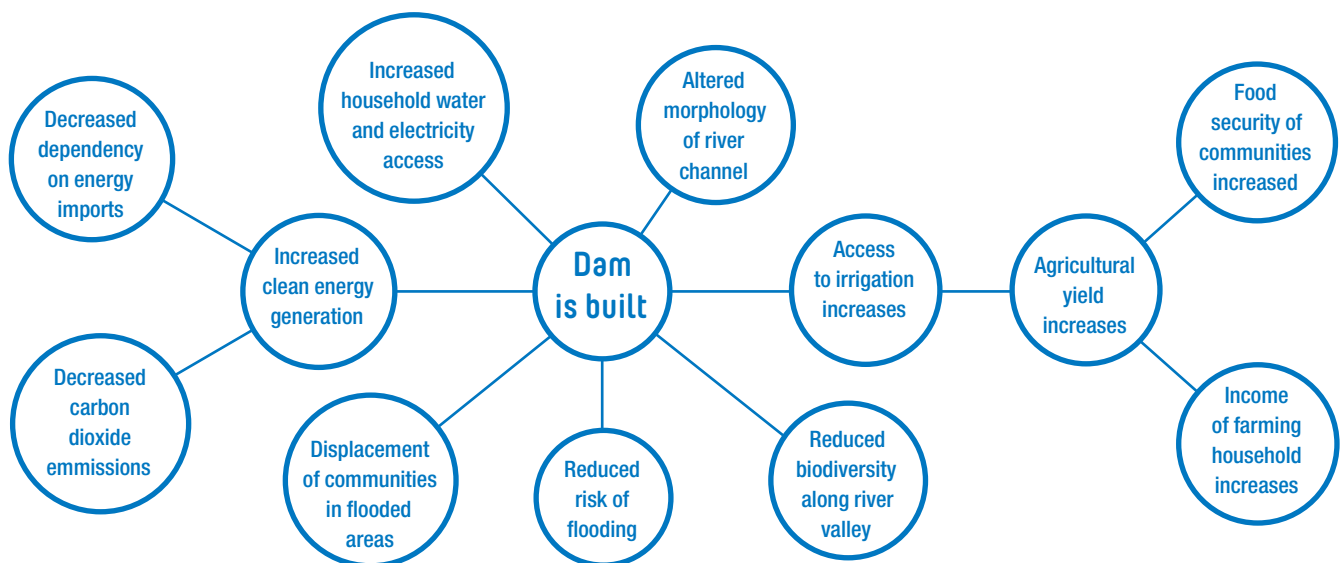 Decreased
dependency
on energy
imports
Increased
household water
and electricity
access
Altered
morphology
of river
channel
Food
security of
communities
increased
Increased
clean energy
generation
Dam
is built
Access
to irrigation
increases
Agricultural
yield
increases
Decreased
carbon
dioxide
emmissions
Displacement
of communities
in flooded
areas
Reduced
risk of
flooding
Reduced
biodiversity
along river
valley
Income
of farming
household
increases